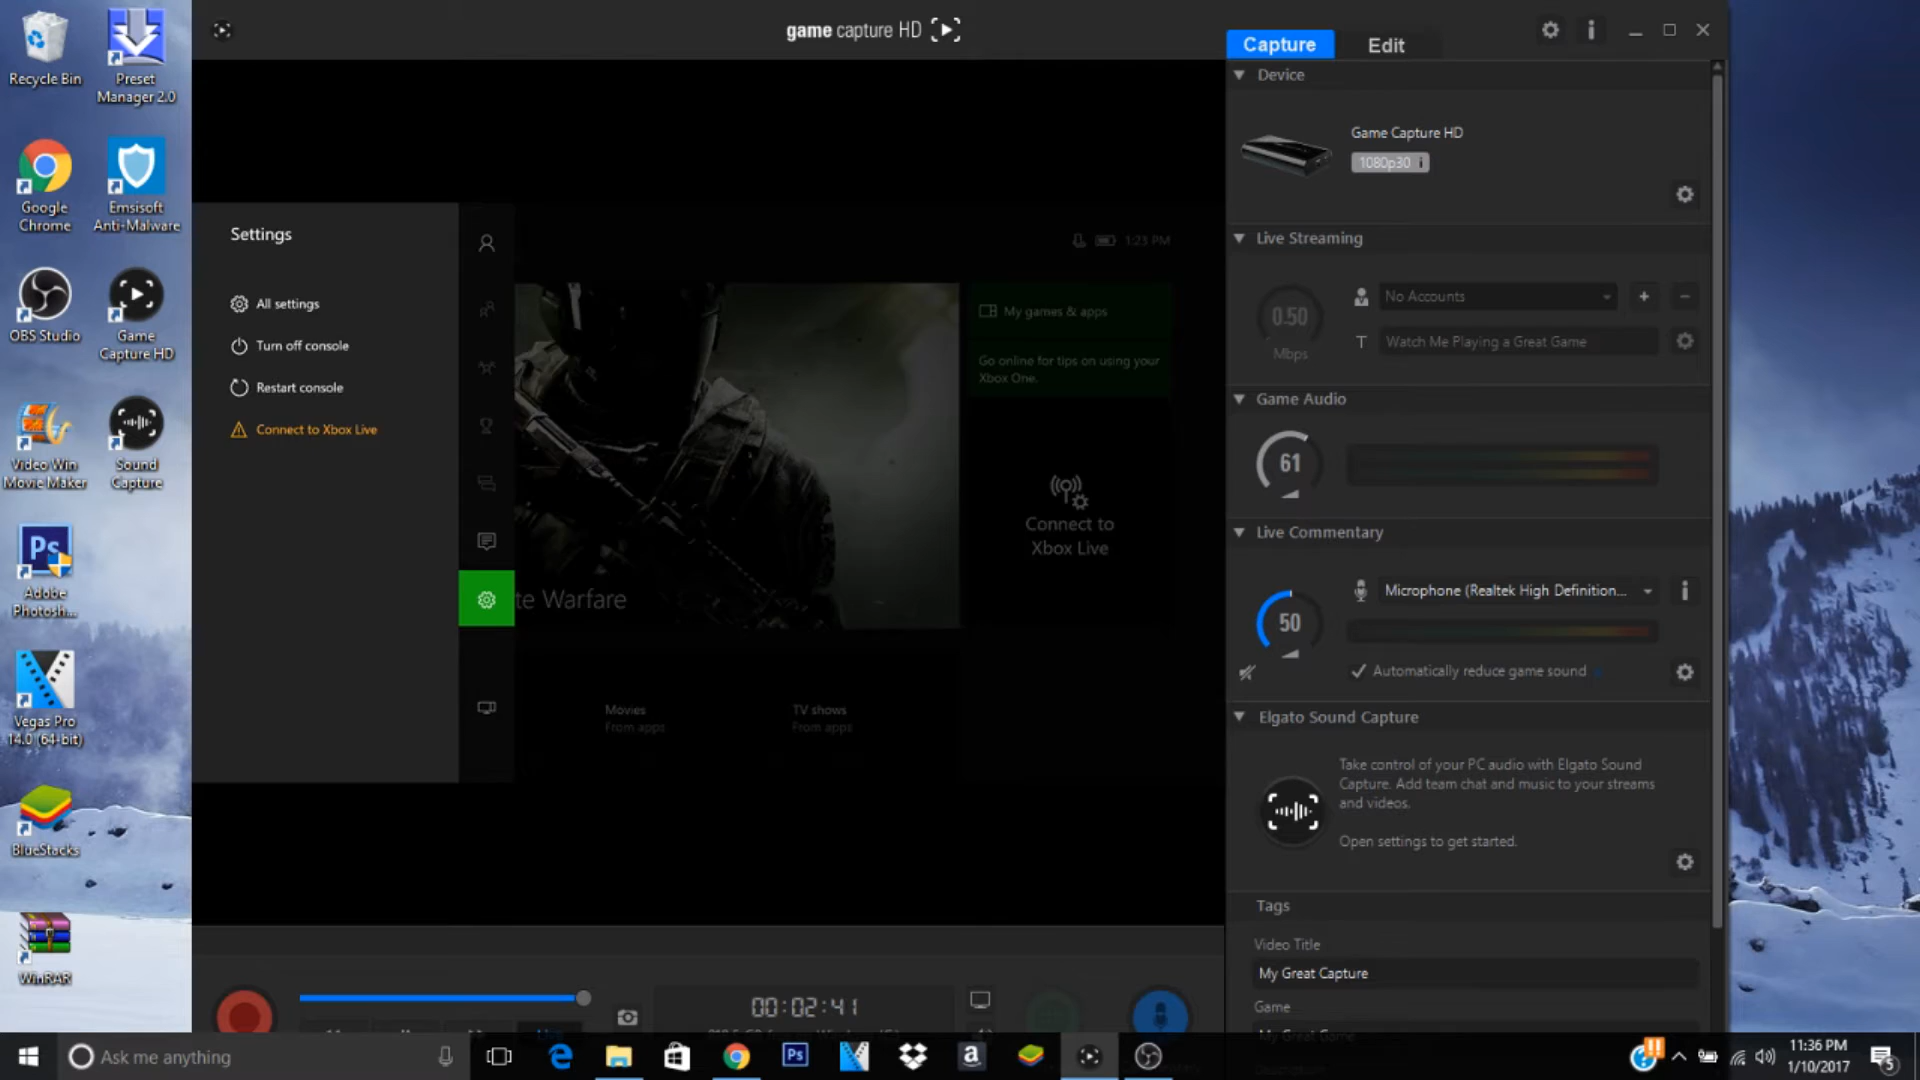 Recycle Bin
Preset
Manager 2.0
Google
Chrome
Emsisoft
Anti-Malware
OBS Studio
Game
Capture HD
Video Win
Movie Maker
Sound
Capture
Adobe
Photosh...
Vegas Pro
14.0 (64-bit)
BlueStacks
WinRAR
game capture HD
Settings
All settings
Turn off console
Restart console
Connect to Xbox Live
1:23 PM
My games & apps
Go online for tips on using your
Xbox One.
Connect to
Xbox Live
te Warfare
Movies
From apps
TV shows
From apps
00:02:41
Capture
Edit
Device
Game Capture HD
1080p30 i
Live Streaming
0.50
Mbps
No Accounts
T
Watch Me Playing a Great Game
Game Audio
61
Live Commentary
50
Microphone (Realtek High Definition...
Automatically reduce game sound
Elgato Sound Capture
Take control of your PC audio with Elgato Sound
Capture. Add team chat and music to your streams
and videos.
Open settings to get started.
Tags
Video Title
My Great Capture
Game
My Great Game
Ask me anything
11:36 PM
1/10/2017
5